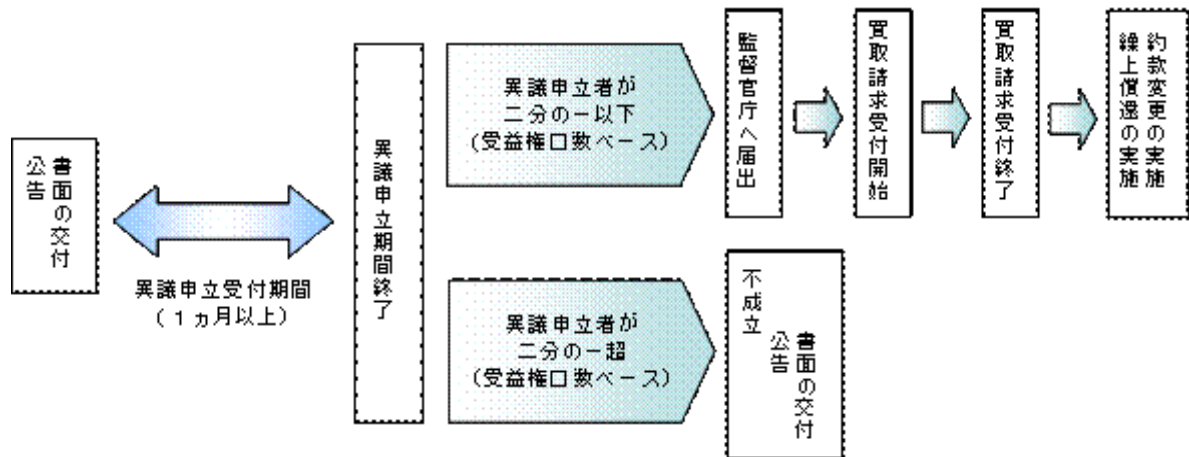 書面の交付
公告
異議申立受付期間
（１ヵ月以上）
異議申立期間終了
異議申立者が
二分の一以下
（受益権口数ベース）
監督官庁へ届出
買取請求受付開始
買取請求受付終了
約款変更の実施
繰上償還の実施
異議申立者が
二分の一超
（受益権口数ベース）
不成立
書面の交付
公告